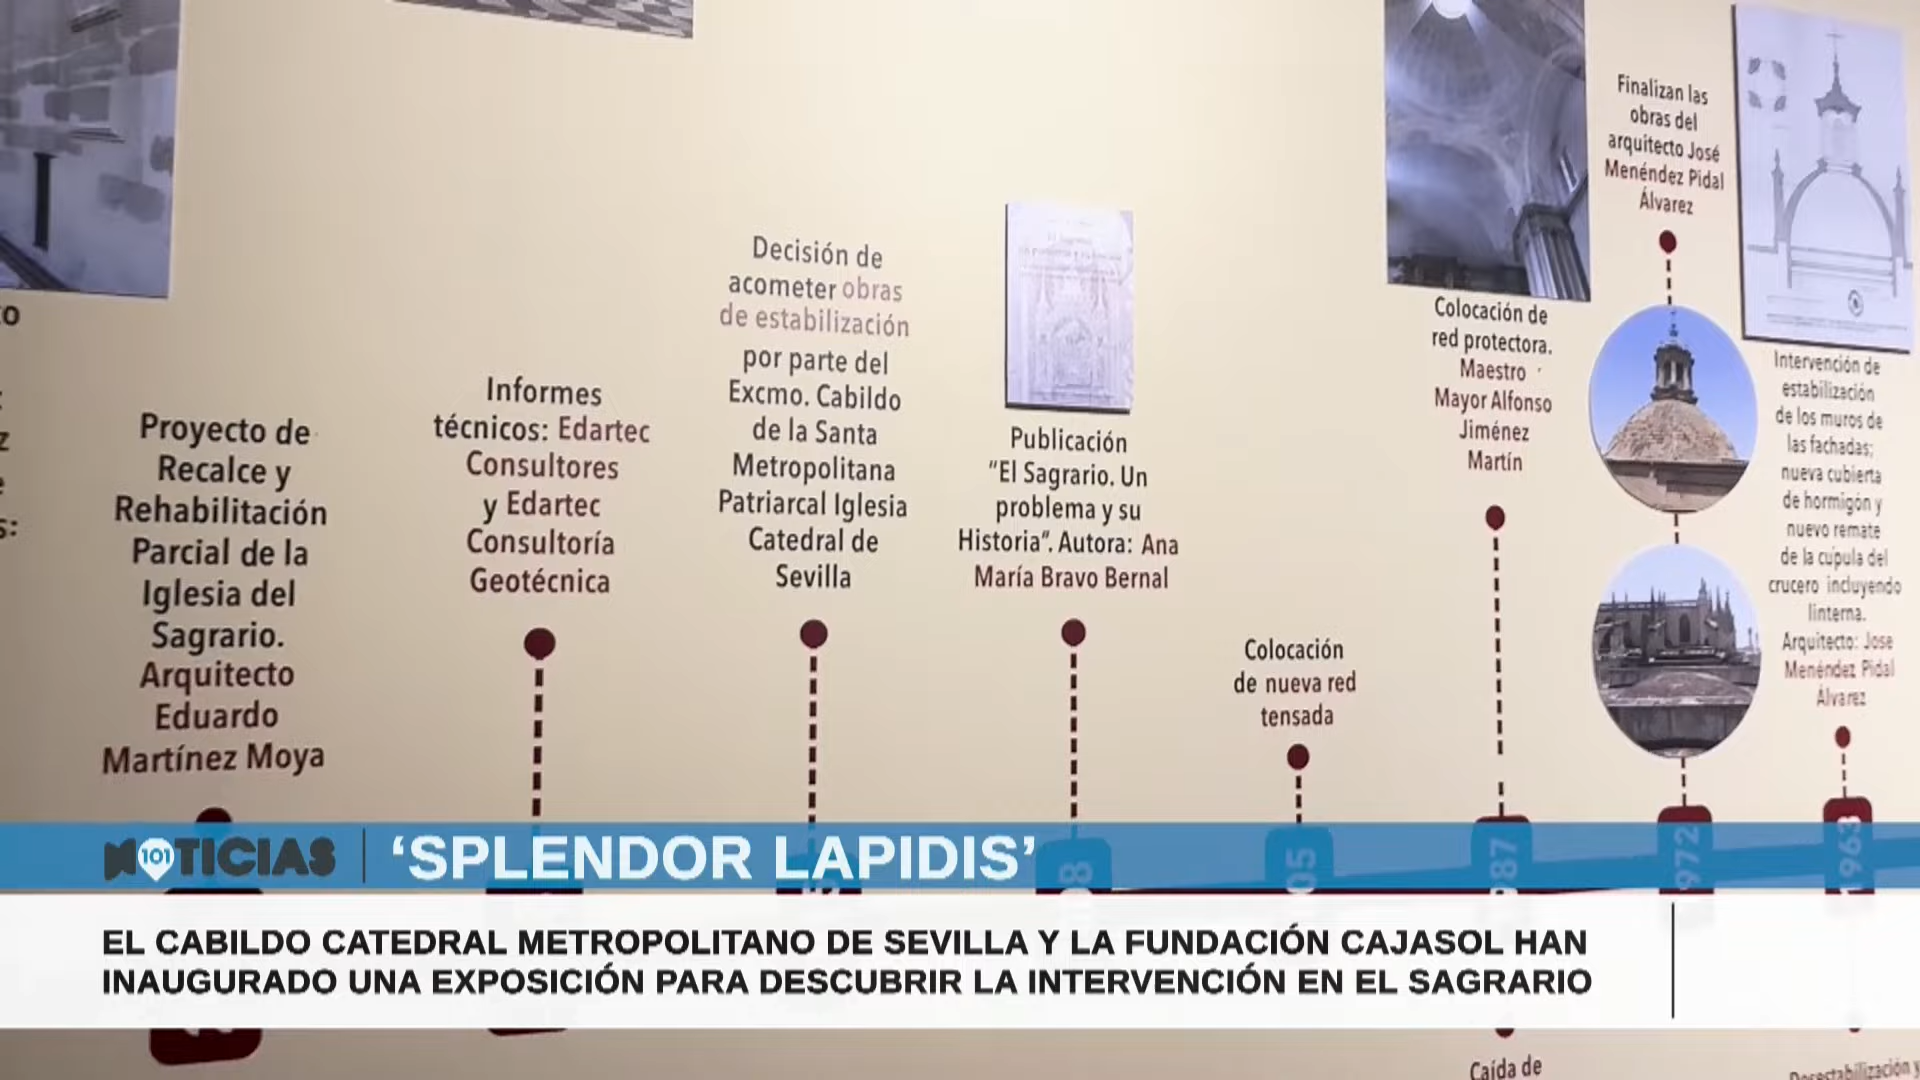 Proyecto de
Recalce y
Rehabilitación
Parcial de la
Iglesia del
Sagrario.
Arquitecto
Eduardo
Martínez Moya
Informes
técnicos: Edartec
Consultores
y Edartec
Consultoría
Geotécnica
Decisión de
acometer obras
de estabilización
por parte del
Excmo. Cabildo
de la Santa
Metropolitana
Patriarcal Iglesia
Catedral de
Sevilla
Publicación
“El Sagrario. Un
problema y su
Historia”. Autora: Ana
María Bravo Bernal
Colocación
de nueva red
tensada
Colocación de
red protectora.
Maestro
Mayor Alfonso
Jiménez
Martín
Finalizan las
obras del
arquitecto José
Menéndez Pidal
Álvarez
Intervención de
estabilización
de los muros de
las fachadas;
nueva cubierta
de hormigón y
nuevo remate
de la cúpula del
crucero incluyendo
linterna.
Arquitecto: Jose
Menéndez Pidal
Álvarez
05
87
972
1963
NOTICIAS
101
‘SPLENDOR LAPIDIS’
EL CABILDO CATEDRAL METROPOLITANO DE SEVILLA Y LA FUNDACIÓN CAJASOL HAN
INAUGURADO UNA EXPOSICIÓN PARA DESCUBRIR LA INTERVENCIÓN EN EL SAGRARIO
Caída de